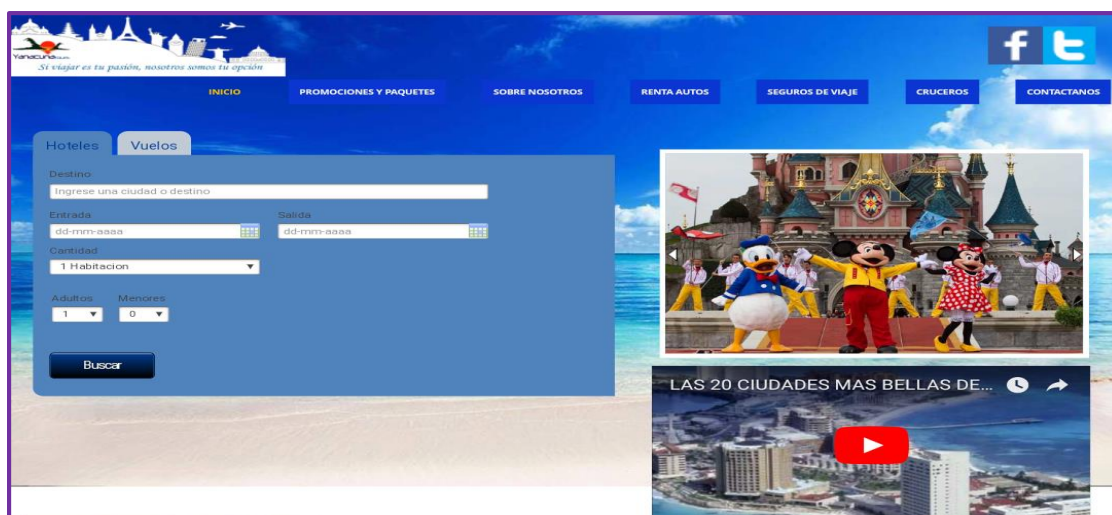 Yanacuna
Si viajar es tu pasión, nosotros somos tu opción
f t
INICIO PROMOCIONES Y PAQUETES SOBRE NOSOTROS RENTA AUTOS SEGUROS DE VIAJE CRUCEROS CONTACTANOS
Hoteles Vuelos
Destino
Ingrese una ciudad o destino
Entrada Salida
dd-mm-aaaa dd-mm-aaaa
Cantidad
1 Habitacion
Adultos Menores
1 0
Buscar
LAS 20 CIUDADES MAS BELLAS DE...